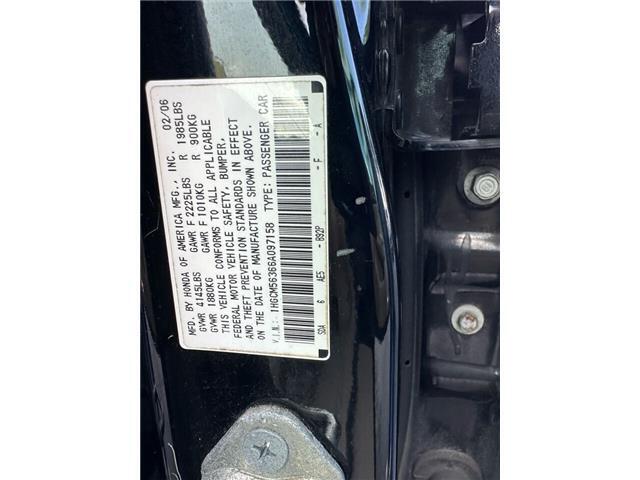 MFD. BY HONDA OF AMERICA MFG., INC. 02/06
GVWR 4145LBS GAWR F 2225LBS R 1985LBS
GVWR 1880KG GAWR F 1010KG R 900KG
THIS VEHICLE CONFORMS TO ALL APPLICABLE
FEDERAL MOTOR VEHICLE SAFETY, BUMPER,
AND THEFT PREVENTION STANDARDS IN EFFECT
ON THE DATE OF MANUFACTURE SHOWN ABOVE.
V.I.N.: 1HGCM56366A097158 TYPE: PASSENGER CAR
SDA 6 AES - B92P - F - A